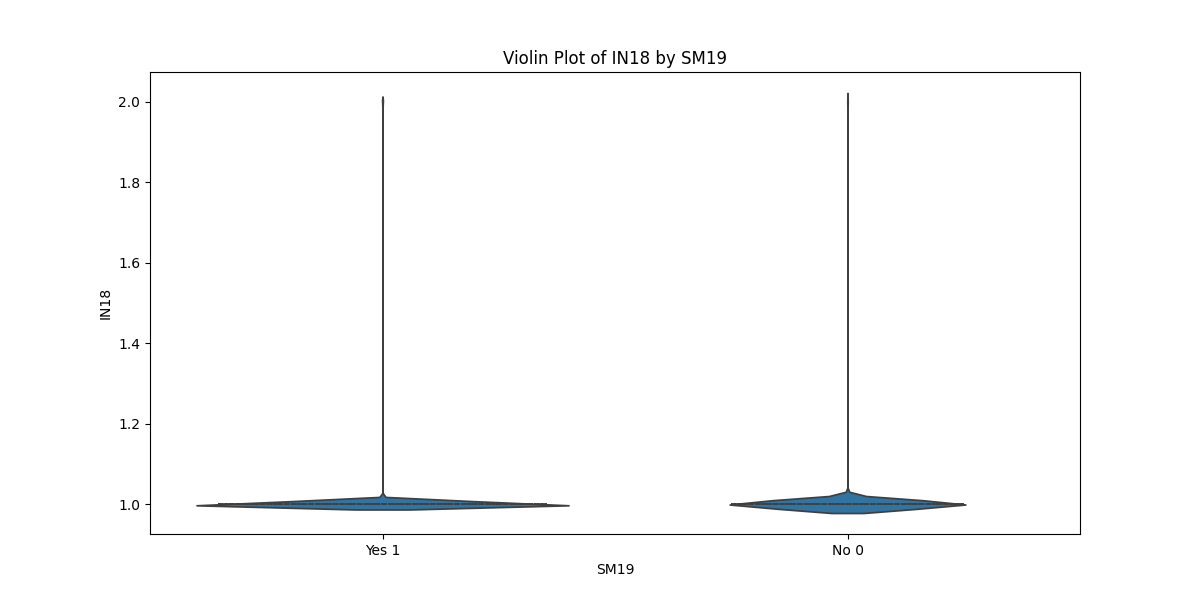 Violin Plot of IN18 by SM19
2.0
1.8
1.6
1.4
1.2
1.0
IN18
Yes 1
No 0
SM19